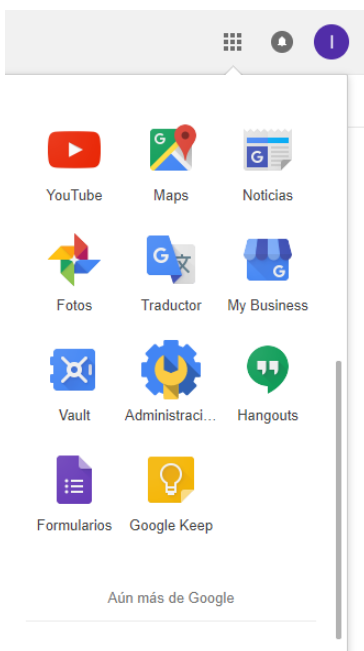 I
YouTube
Maps
Noticias
Fotos
Traductor
My Business
Vault
Administraci...
Hangouts
Formularios
Google Keep
Aún más de Google